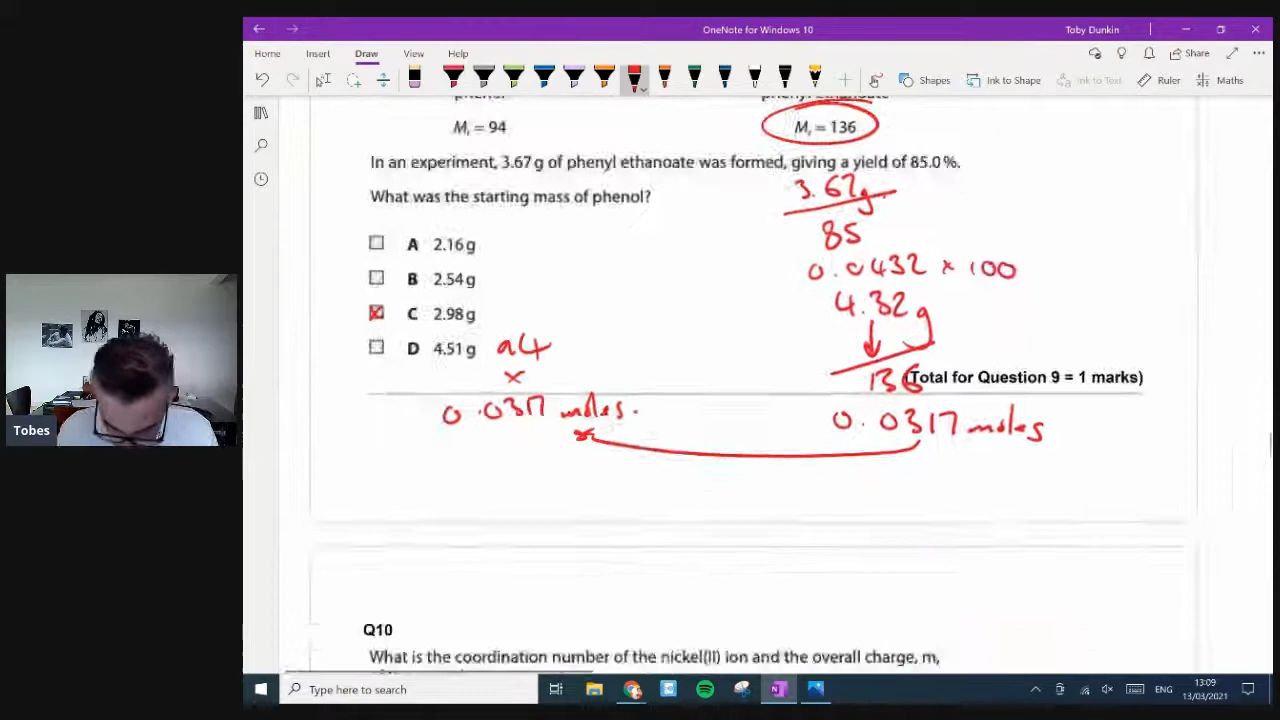 OneNote for Windows 10
Toby Dunkin
Home Insert Draw View Help
Share
Shapes Ink to Shape Ink to Text Ruler Maths
phenol
phenyl ethanoate
Mr = 94
Mr = 136
In an experiment, 3.67 g of phenyl ethanoate was formed, giving a yield of 85.0 %.
3.67g
What was the starting mass of phenol?
85
A 2.16 g
0.0432 × 100
B 2.54 g
4.32g
C 2.98 g
D 4.51 g
94
136
(Total for Question 9 = 1 marks)
×
0.0317 moles.
0.0317 moles
Tobes
Q10
What is the coordination number of the nickel(II) ion and the overall charge, m,
Type here to search
ENG
13:09
13/03/2021